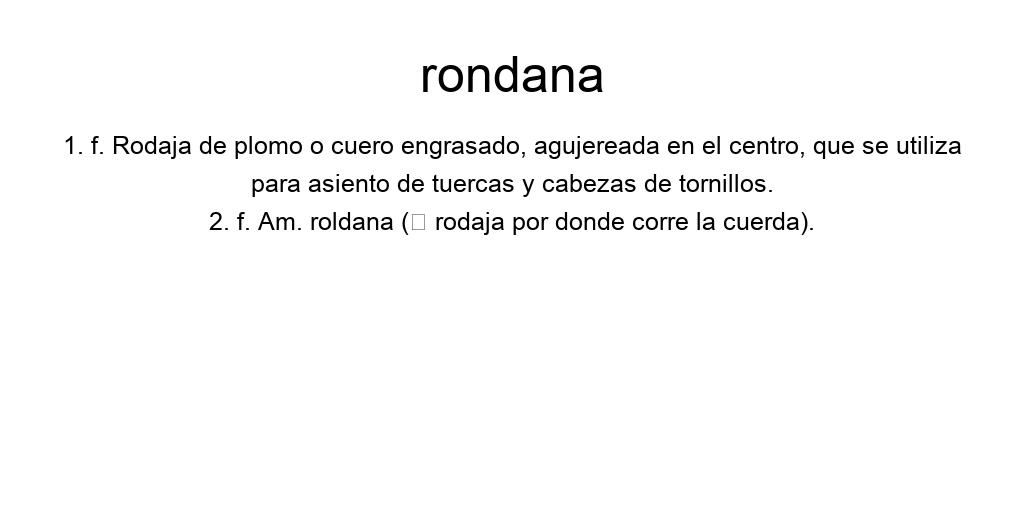 rondana
1. f. Rodaja de plomo o cuero engrasado, agujereada en el centro, que se utiliza
para asiento de tuercas y cabezas de tornillos.
2. f. Am. roldana (□ rodaja por donde corre la cuerda).